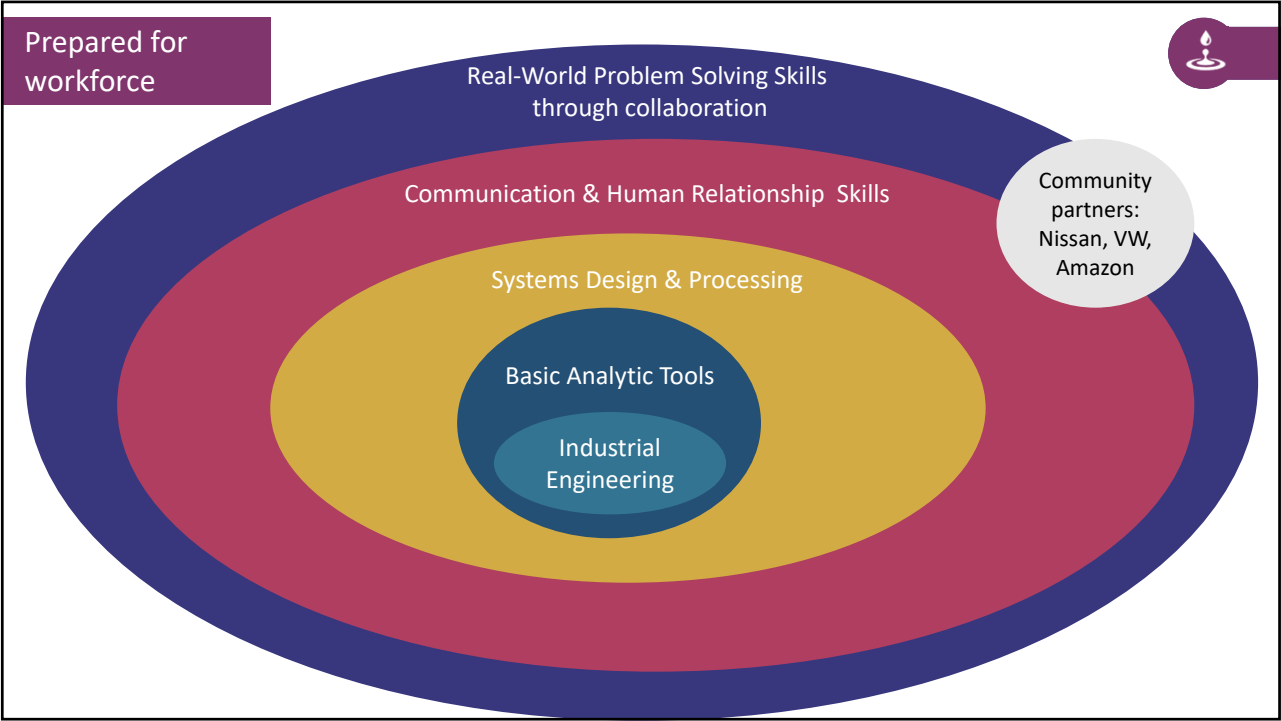 Prepared for
workforce
Real-World Problem Solving Skills
through collaboration
Communication & Human Relationship  Skills
Community
partners:
Nissan, VW,
Amazon
Systems Design & Processing
Basic Analytic Tools
Industrial
Engineering